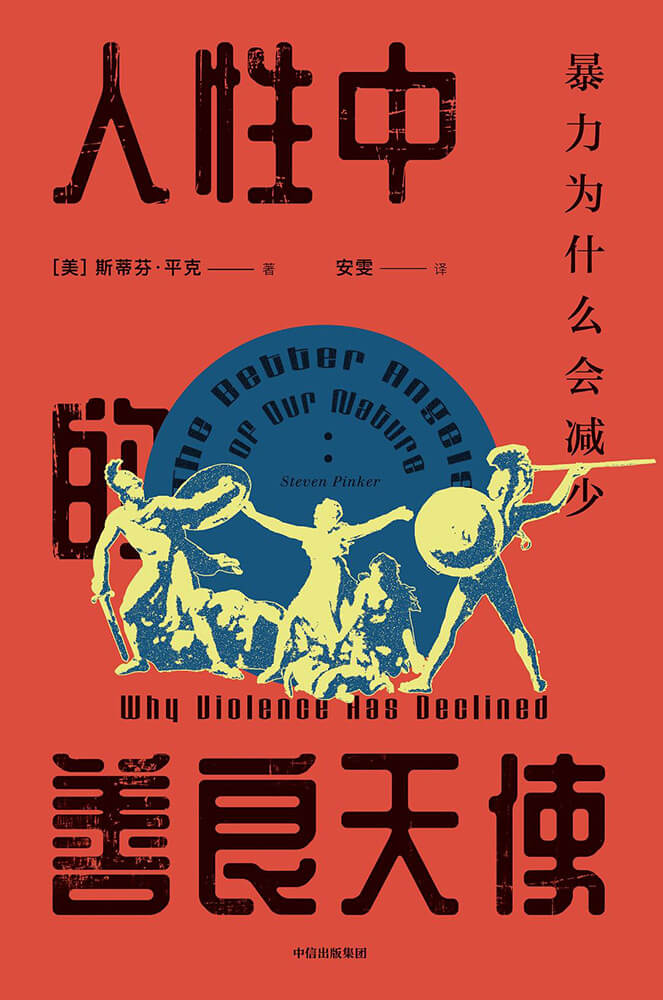 人性中
暴力为什么会减少
[美] 斯蒂芬·平克 —— 著
安雯 —— 译
的
The Better Angels
of Our Nature
:
Steven Pinker
Why Violence Has Declined
善良天使
中信出版集团